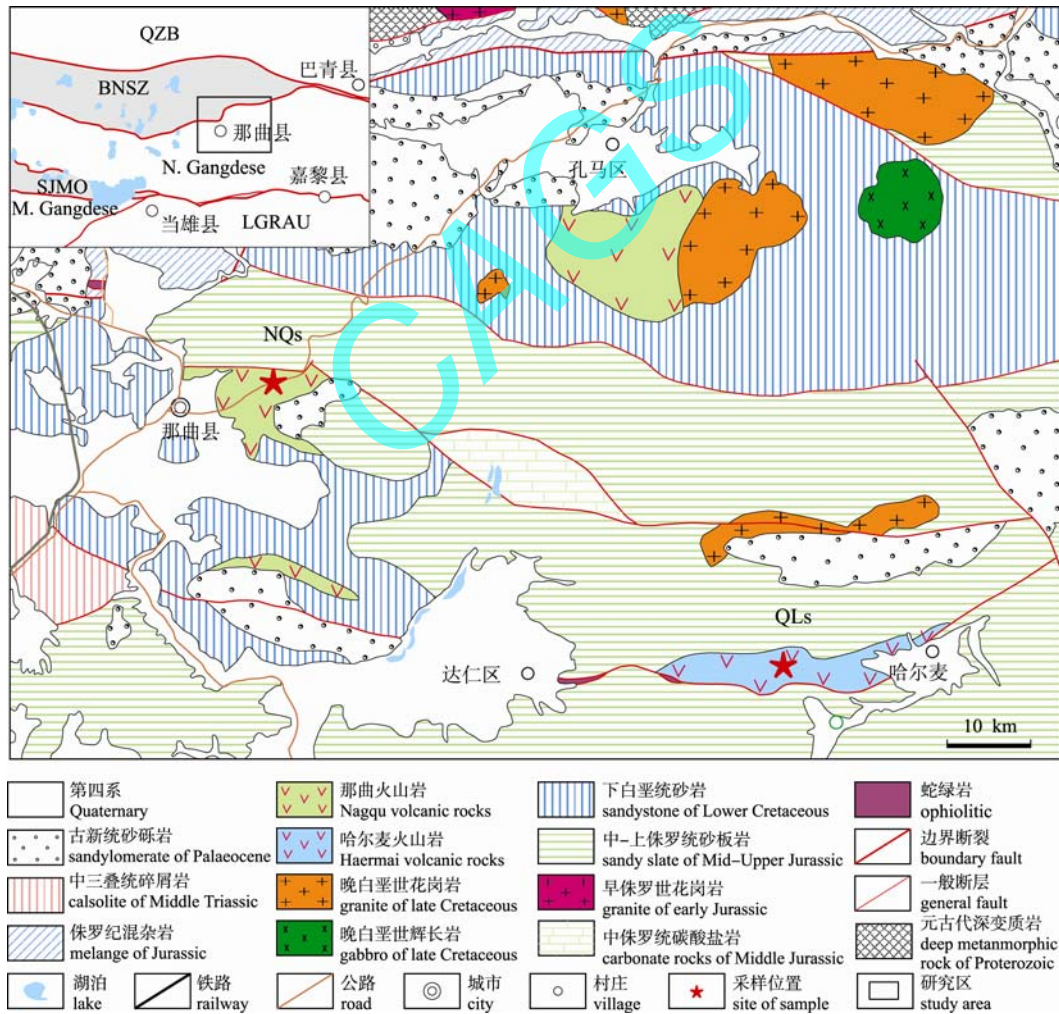 QZB
BNSZ
巴青县
那曲县
N. Gangdese
SJMO
M. Gangdese
嘉黎县
当雄县
LGRAU
孔马区
CAGS
NQs
那曲县
QLs
达仁区
哈尔麦
10 km
第四系
Quaternary
那曲火山岩
Nagqu volcanic rocks
下白垩统砂岩
sandystone of Lower Cretaceous
蛇绿岩
ophiolitic
古新统砂砾岩
sandylomerate of Palaeocene
哈尔麦火山岩
Haermai volcanic rocks
中-上侏罗统砂板岩
sandy slate of Mid-Upper Jurassic
边界断裂
boundary fault
中三叠统碎屑岩
calsolite of Middle Triassic
晚白垩世花岗岩
granite of late Cretaceous
早侏罗世花岗岩
granite of early Jurassic
一般断层
general fault
侏罗纪混杂岩
melange of Jurassic
晚白垩世辉长岩
gabbro of late Cretaceous
中侏罗统碳酸盐岩
carbonate rocks of Middle Jurassic
元古代深变质岩
deep metanmorphic
rock of Proterozoic
湖泊
lake
铁路
railway
公路
road
城市
city
村庄
village
采样位置
site of sample
研究区
study area